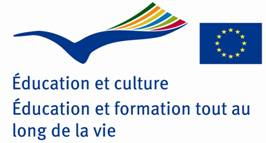 Éducation et culture
Éducation et formation tout au
long de la vie